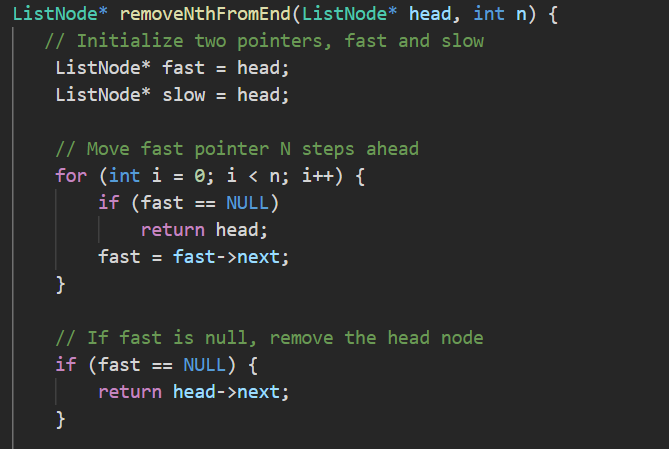 ListNode* removeNthFromEnd(ListNode* head, int n) {
// Initialize two pointers, fast and slow
ListNode* fast = head;
ListNode* slow = head;
// Move fast pointer N steps ahead
for (int i = 0; i < n; i++) {
if (fast == NULL)
return head;
fast = fast->next;
}
// If fast is null, remove the head node
if (fast == NULL) {
return head->next;
}